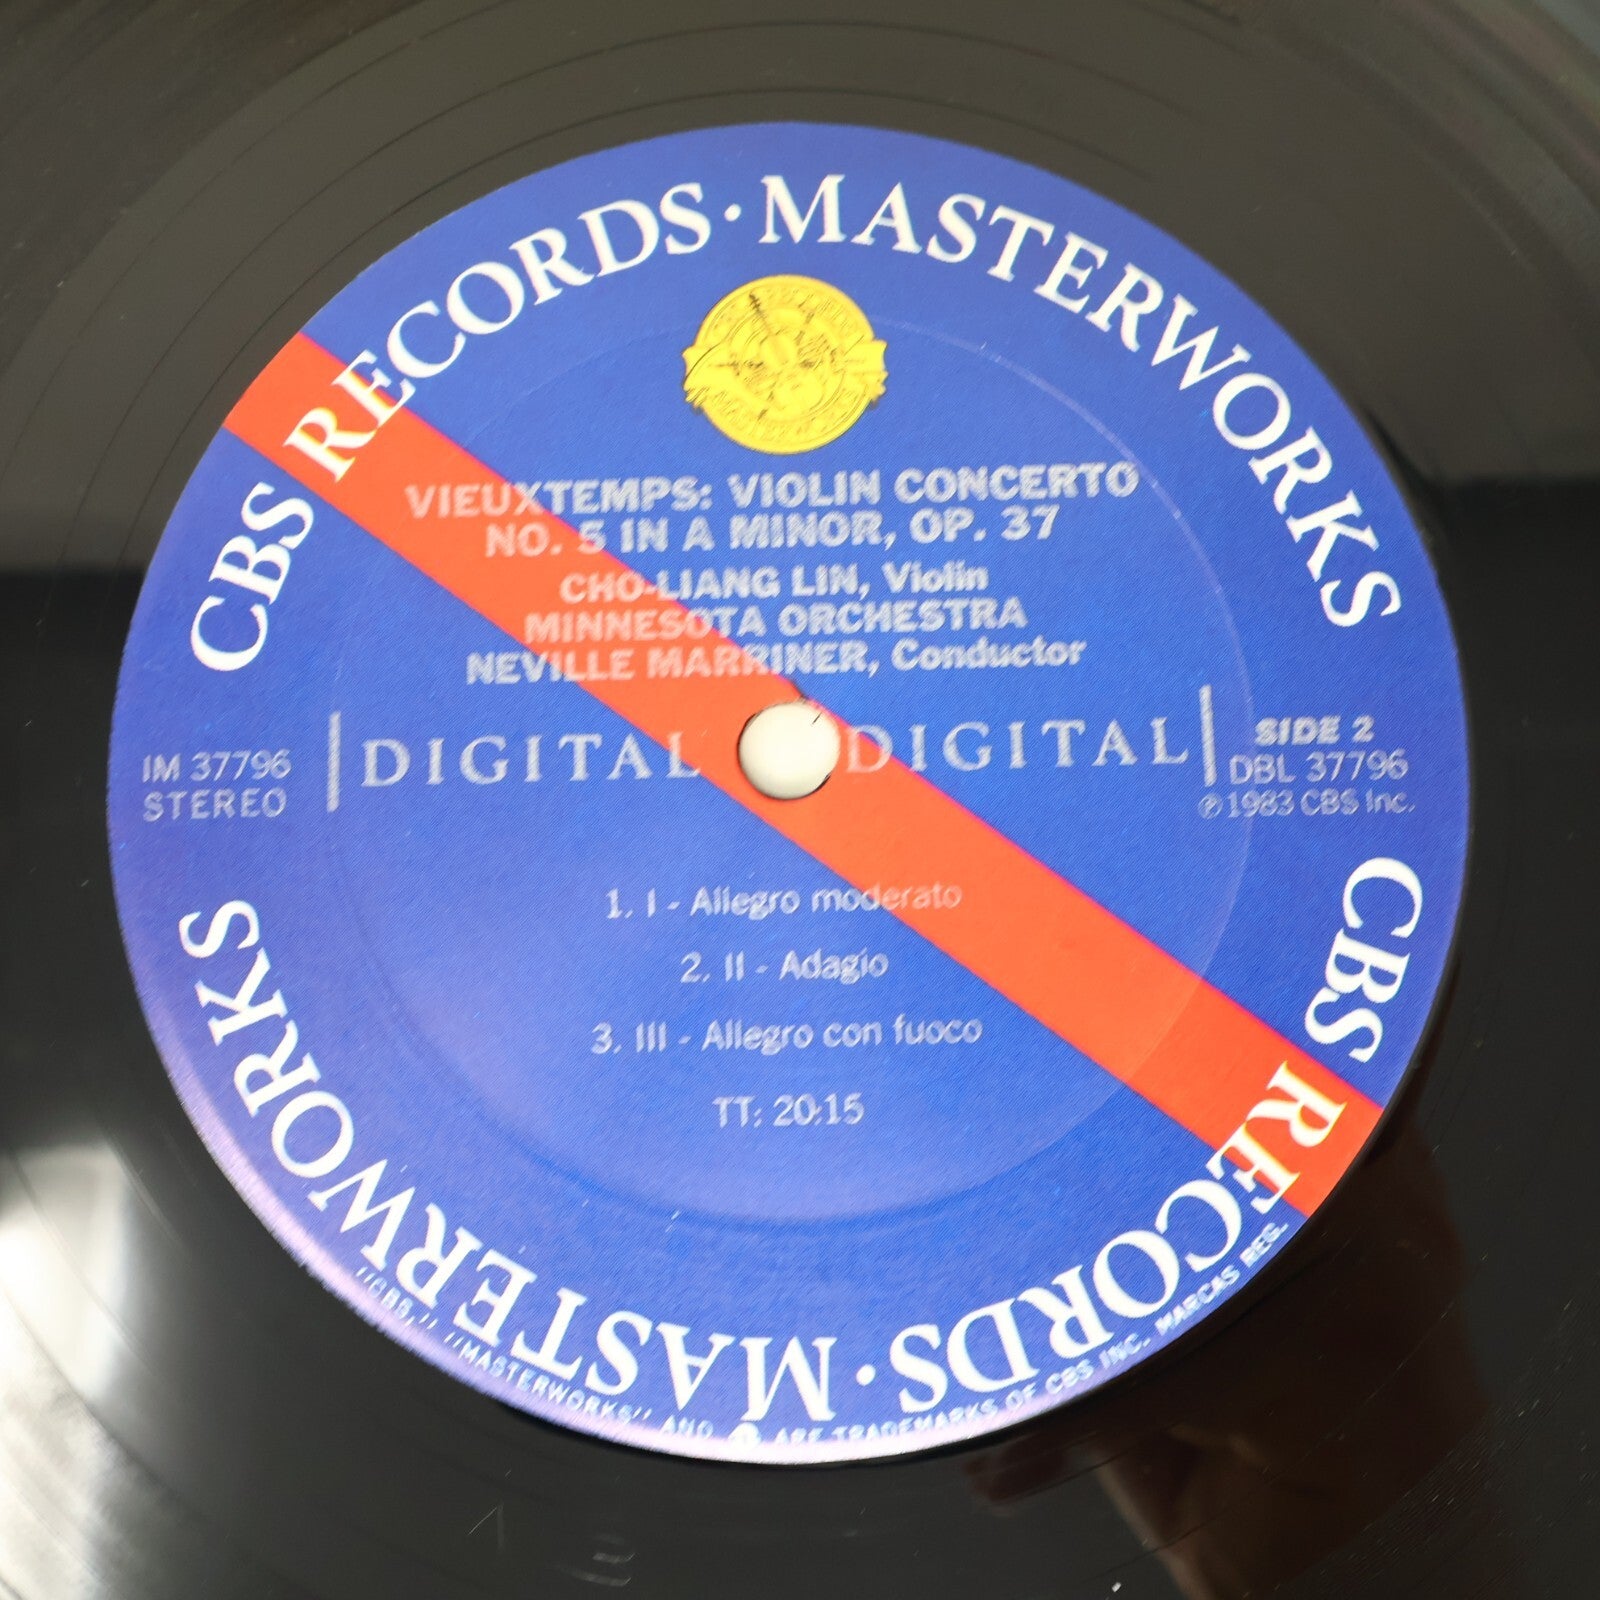 CBS RECORDS · MASTERWORKS
MASTERWORKS
VIEUXTEMPS: VIOLIN CONCERTO
NO. 5 IN A MINOR, OP. 37
CHO-LIANG LIN, Violin
MINNESOTA ORCHESTRA
NEVILLE MARRINER, Conductor
DIGITAL DIGITAL
IM 37796
STEREO
SIDE 2
DBL 37796
℗ 1983 CBS Inc.
1. I - Allegro moderato
2. II - Adagio
3. III - Allegro con fuoco
TT: 20:15
CBS RECORDS · MASTERWORKS
"CBS," "MASTERWORKS" AND ARE TRADEMARKS OF CBS INC. MARCAS REG.